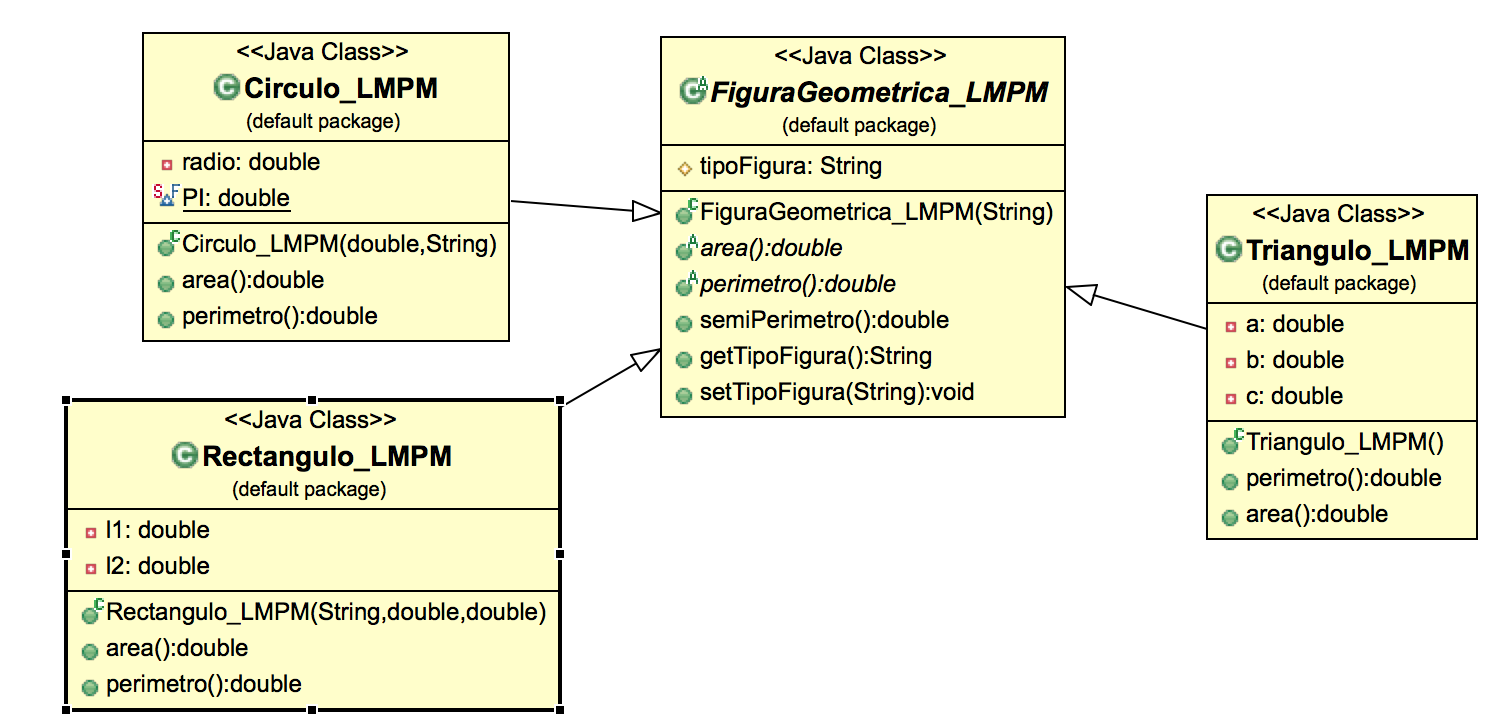 <<Java Class>>
Circulo_LMPM
(default package)
radio: double
PI: double
Circulo_LMPM(double,String)
area():double
perimetro():double
<<Java Class>>
FiguraGeometrica_LMPM
(default package)
tipoFigura: String
FiguraGeometrica_LMPM(String)
area():double
perimetro():double
semiPerimetro():double
getTipoFigura():String
setTipoFigura(String):void
<<Java Class>>
Triangulo_LMPM
(default package)
a: double
b: double
c: double
Triangulo_LMPM()
perimetro():double
area():double
<<Java Class>>
Rectangulo_LMPM
(default package)
l1: double
l2: double
Rectangulo_LMPM(String,double,double)
area():double
perimetro():double